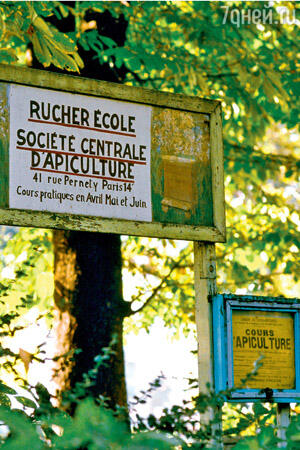 7дней.ru
RUCHER ÉCOLE
SOCIÉTÉ CENTRALE
D'APICULTURE
41 rue Pernety Paris 14e
Cours pratiques en Avril Mai et Juin
COURS
D'APICULTURE